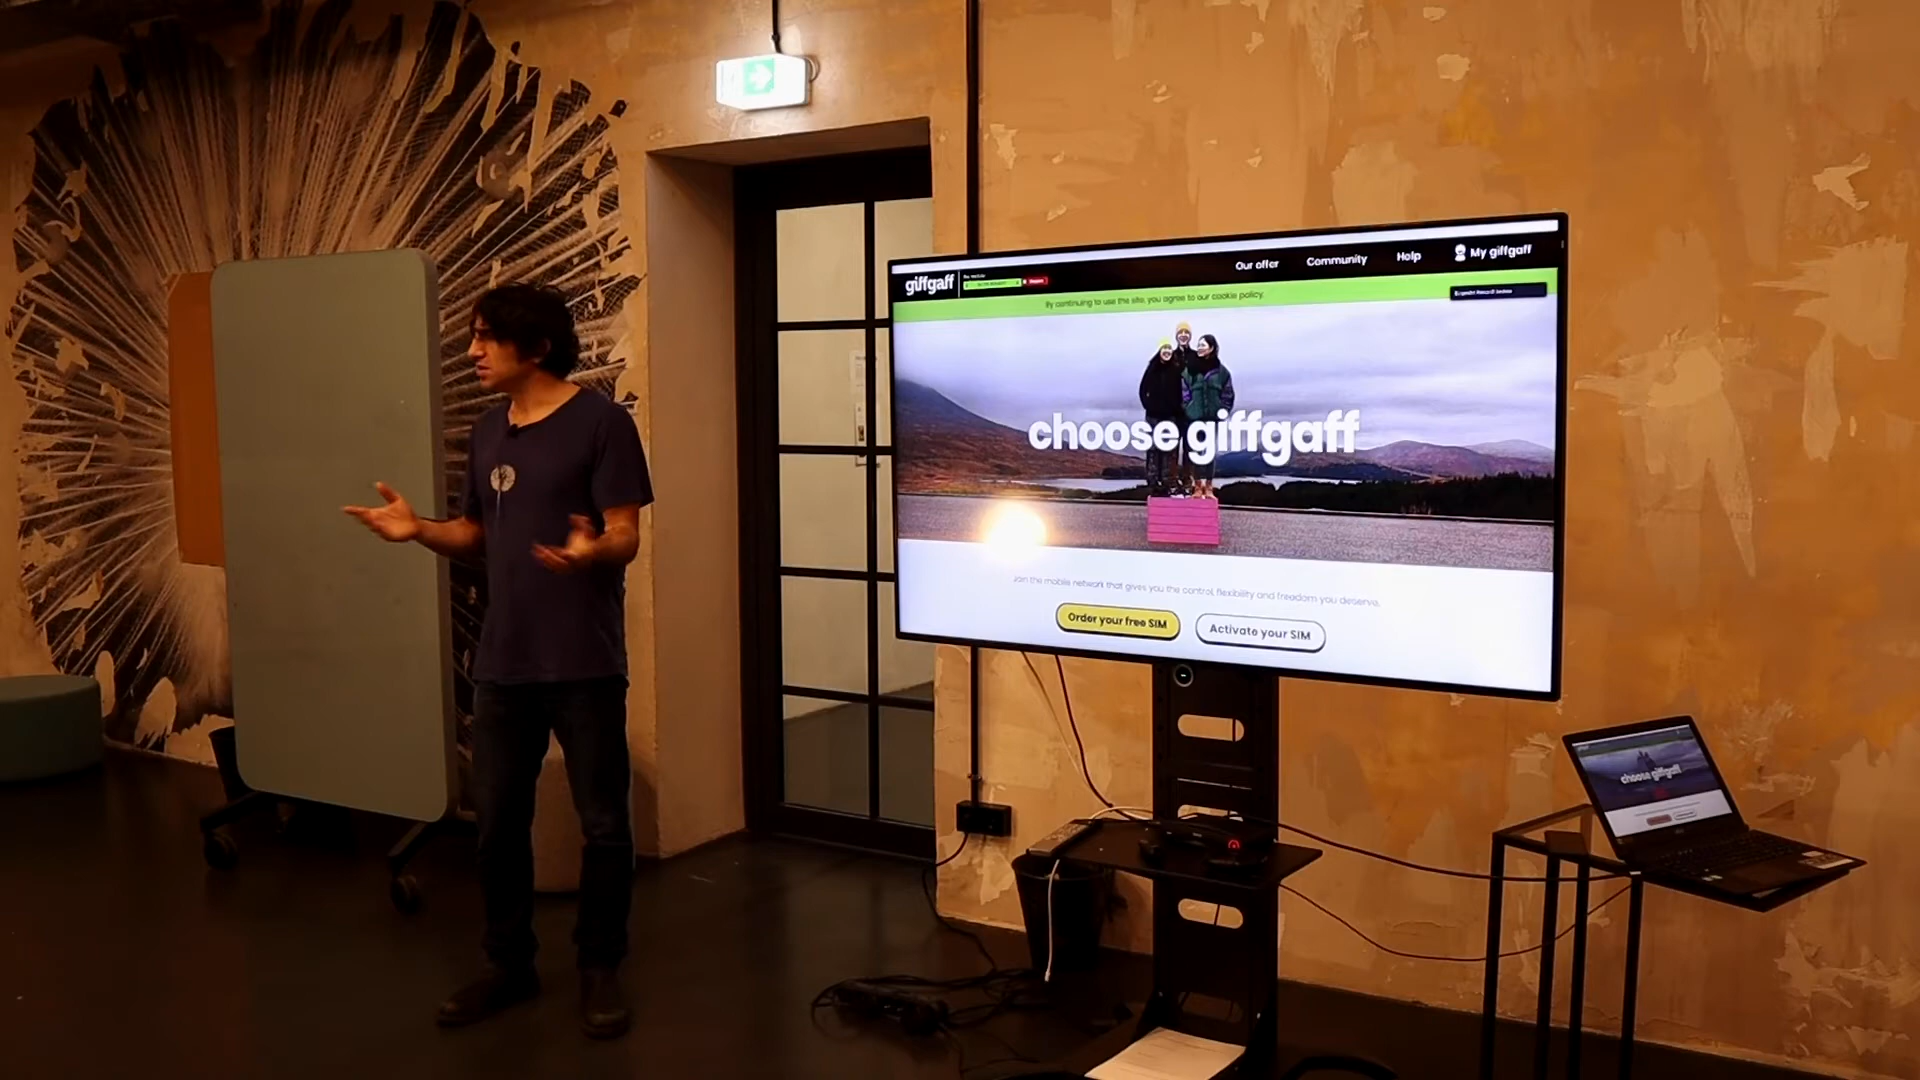 giffgaff
Our offer
Community
Help
My giffgaff
By continuing to use the site, you agree to our cookie policy.
choose giffgaff
Join the mobile network that gives you the control, flexibility and freedom you deserve.
Order your free SIM
Activate your SIM
choose giffgaff